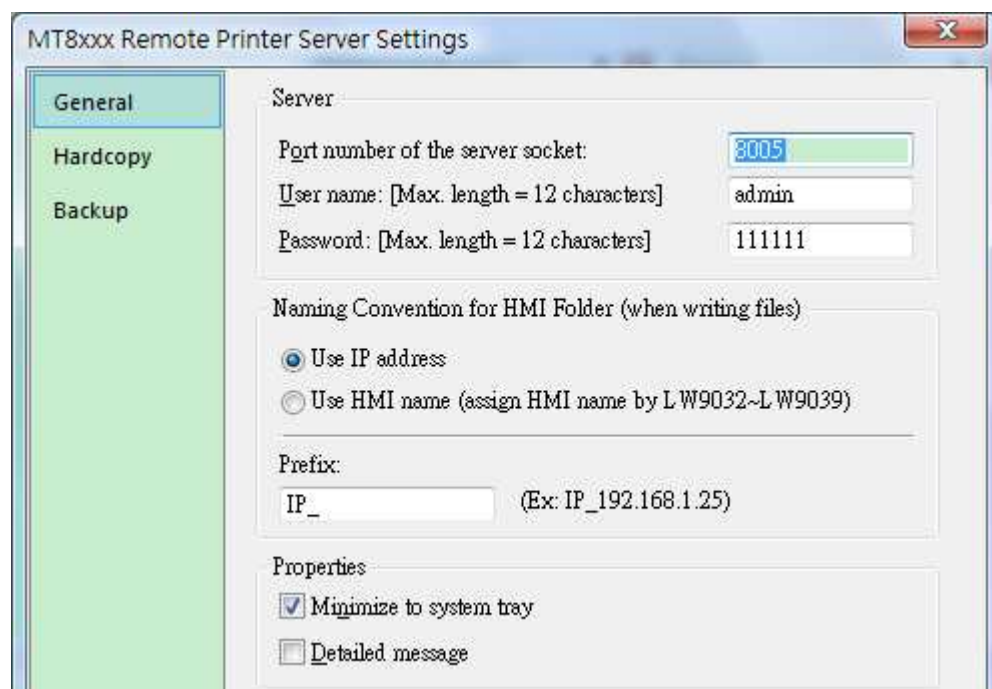 MT8xxx Remote Printer Server Settings
General
Hardcopy
Backup
Server
Port number of the server socket: 8005
User name: [Max. length = 12 characters] admin
Password: [Max. length = 12 characters] 111111
Naming Convention for HMI Folder (when writing files)
Use IP address
Use HMI name (assign HMI name by LW9032~LW9039)
Prefix:
IP_ (Ex: IP_192.168.1.25)
Properties
Minimize to system tray
Detailed message